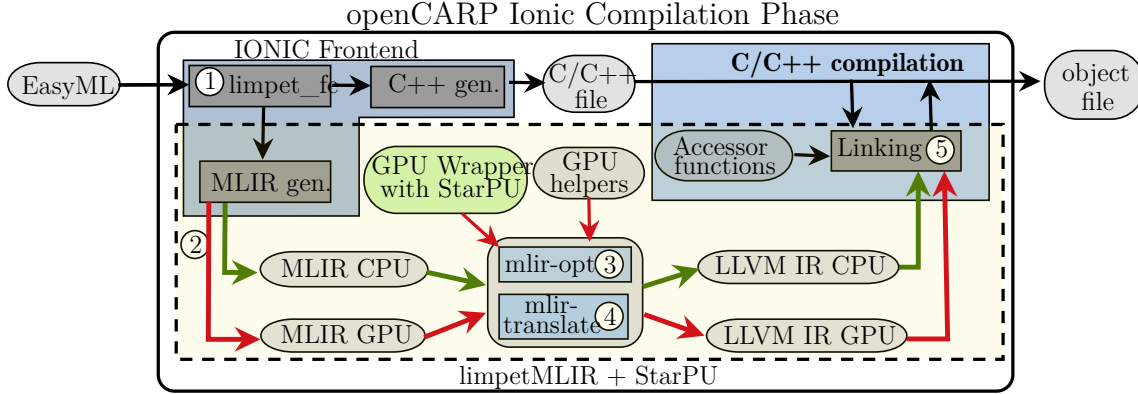 openCARP Ionic Compilation Phase
IONIC Frontend
EasyML
1 limpet_fe
C++ gen.
C/C++
file
C/C++ compilation
object
file
MLIR gen.
GPU Wrapper
with StarPU
GPU
helpers
Accessor
functions
Linking 5
2
MLIR CPU
mlir-opt 3
LLVM IR CPU
mlir-
translate 4
MLIR GPU
LLVM IR GPU
limpetMLIR + StarPU